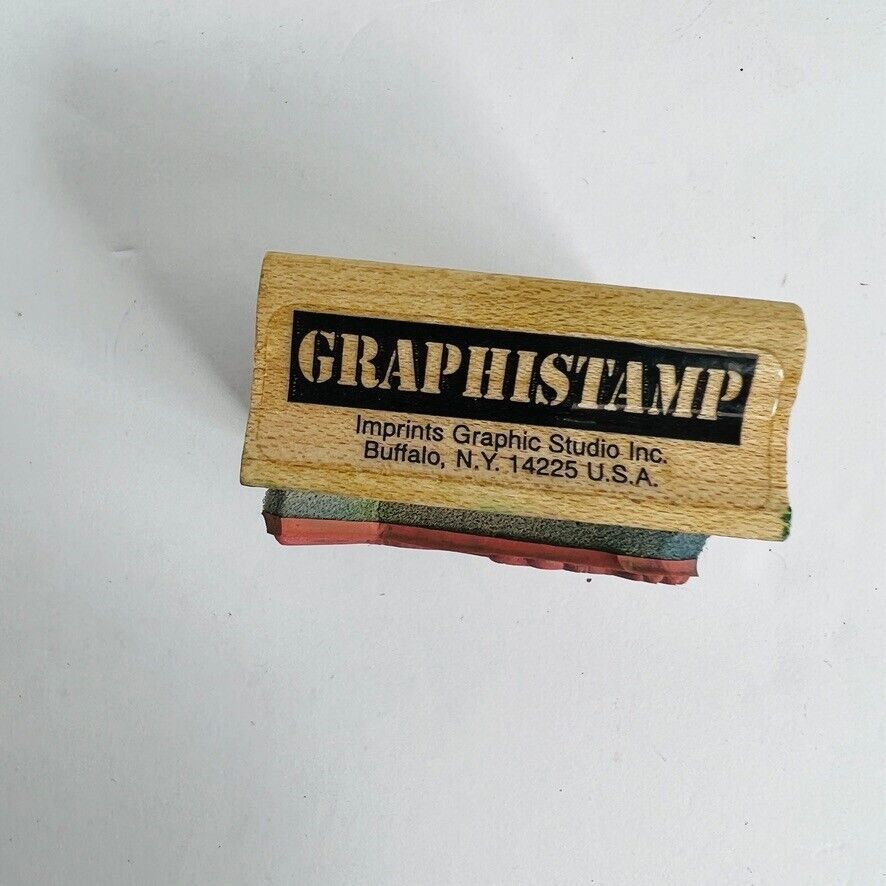 GRAPHISTAMP
Imprints Graphic Studio Inc.
Buffalo, N.Y. 14225 U.S.A.